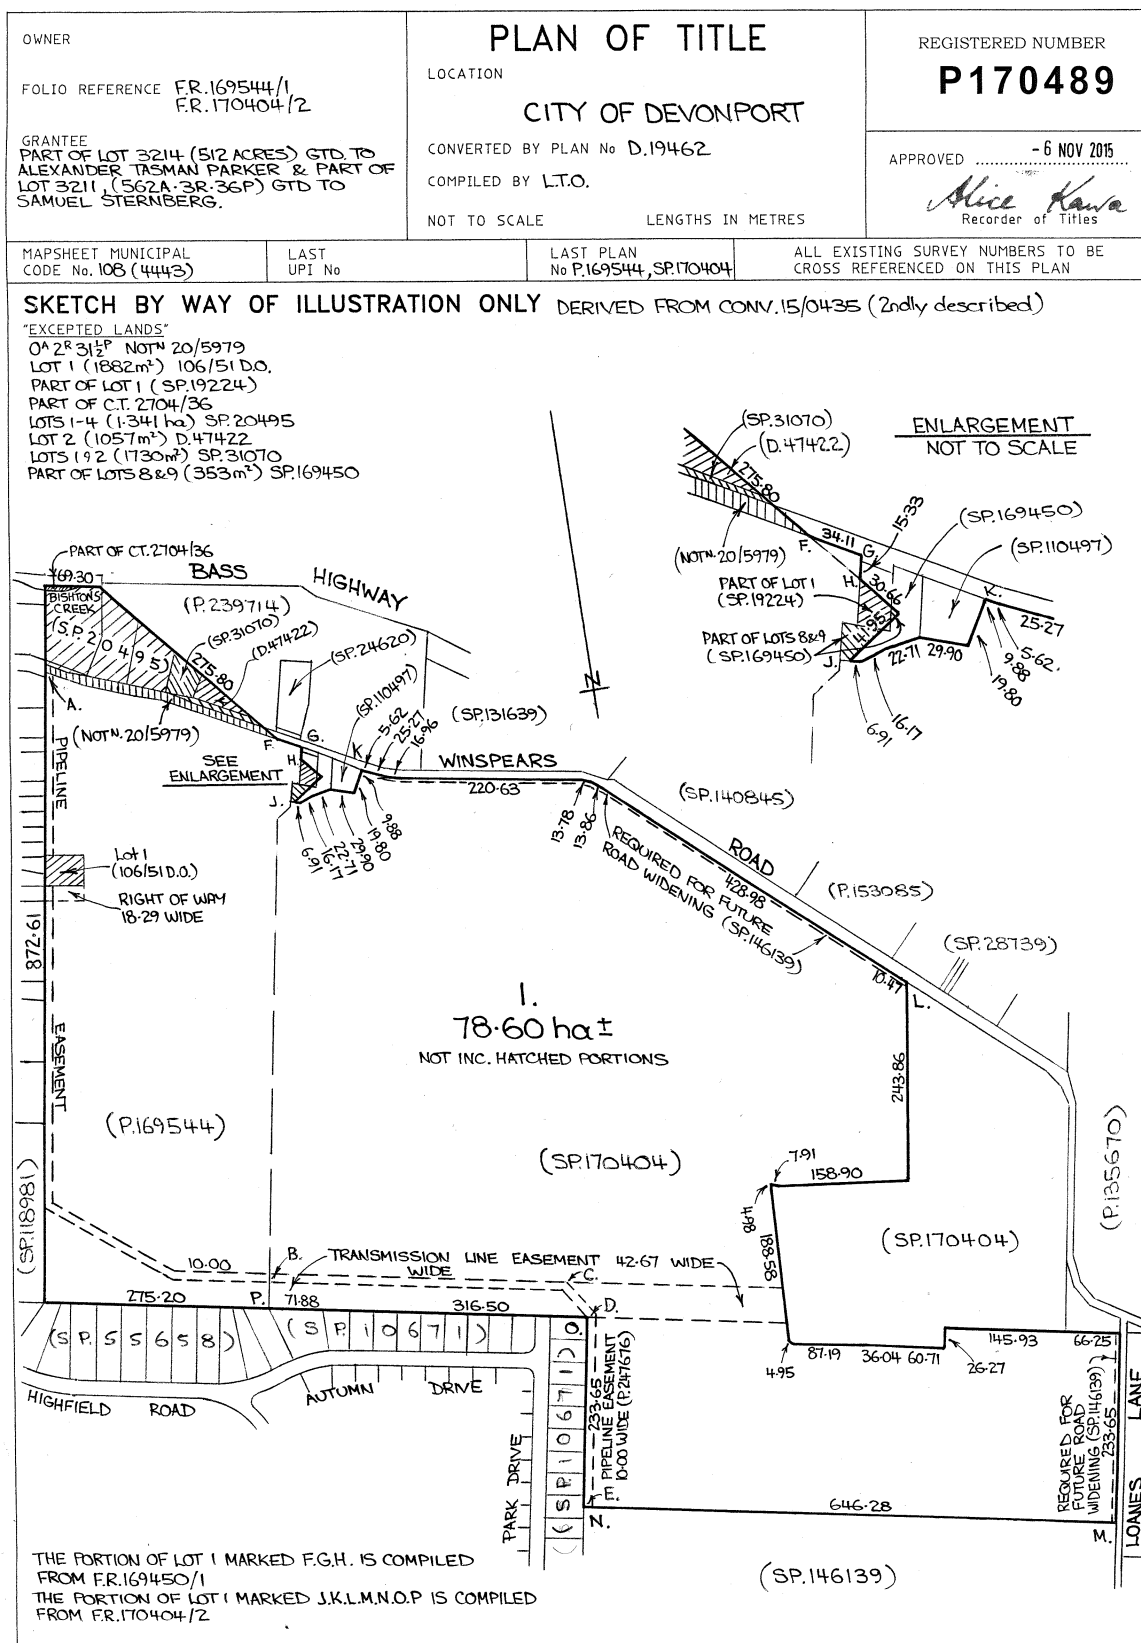 OWNER
FOLIO REFERENCE F.R.169544/1
F.R.170404/2
GRANTEE
PART OF LOT 3214 (512 ACRES) GTD. TO
ALEXANDER TASMAN PARKER & PART OF
LOT 3211, (562A.3R.36P) GTD TO
SAMUEL STERNBERG.
PLAN OF TITLE
LOCATION
CITY OF DEVONPORT
CONVERTED BY PLAN No D.19462
COMPILED BY L.T.O.
NOT TO SCALE LENGTHS IN METRES
REGISTERED NUMBER
P170489
APPROVED - 6 NOV 2015
Alice Kawa
Recorder of Titles
MAPSHEET MUNICIPAL
CODE No. 108 (4443)
LAST
UPI No
LAST PLAN
No P.169544, SP.170404
ALL EXISTING SURVEY NUMBERS TO BE
CROSS REFERENCED ON THIS PLAN
SKETCH BY WAY OF ILLUSTRATION ONLY DERIVED FROM CONV.15/0435 (2ndly described)
"EXCEPTED LANDS"
0A 2R 31½P NOTN 20/5979
LOT 1 (1882m²) 106/51 D.O.
PART OF LOT 1 (SP.19224)
PART OF C.T. 2704/36
LOTS 1-4 (1.341 ha) SP.20495
LOT 2 (1057m²) D.47422
LOTS 1 & 2 (1730m²) SP.31070
PART OF LOTS 8&9 (353m²) SP.169450
ENLARGEMENT
NOT TO SCALE
(SP.31070)
(D.47422)
275.80
F.
34.11
G.
15.33
(SP.169450)
(SP.110497)
(NOTN.20/5979)
H.
30.66
K.
PART OF LOT 1
(SP.19224)
41.95
25.27
PART OF LOTS 8&9
(SP.169450)
J.
22.71
29.90
5.62
9.88
19.80
16.17
6.91
PART OF CT.2704/36
69.30
BASS
HIGHWAY
BISHTONS
CREEK
(P.239714)
(SP.20495)
(SP.31070)
(D.47422)
275.80
(SP.24620)
(SP.110497)
A.
(NOTN.20/5979)
F.
G.
K
5.62
25.27
16.96
(SP.131639)
N
PIPELINE
SEE
ENLARGEMENT
H.
J.
WINSPEARS
220.63
6.91
16.17
22.71
29.90
19.80
9.88
13.78
13.86
(SP.140845)
REQUIRED FOR FUTURE
ROAD WIDENING (SP.146139)
ROAD
428.98
Lot 1
(106/51 D.O.)
RIGHT OF WAY
18.29 WIDE
(P.153085)
872.61
(SP.28739)
10.47
L.
1.
78.60 ha ±
NOT INC. HATCHED PORTIONS
EASEMENT
243.86
(P.169544)
(SP.170404)
(P.135670)
7.91
158.90
4.98
188.58
(SP.118981)
(SP.170404)
10.00
B.
TRANSMISSION LINE EASEMENT 42.67 WIDE
WIDE
C.
275.20
P.
71.88
316.50
D.
(SP.55658)
(SP.10671)
O.
4.95
87.19
36.04
60.71
26.27
145.93
66.25
HIGHFIELD ROAD
AUTUMN DRIVE
PARK DRIVE
(SP.10671)
233.65
PIPELINE EASEMENT
10.00 WIDE (P.247676)
REQUIRED FOR
FUTURE ROAD
WIDENING (SP.146139)
233.65
LOANES LANE
E.
N.
646.28
M.
(SP.146139)
THE PORTION OF LOT 1 MARKED F.G.H. IS COMPILED
FROM F.R.169450/1
THE PORTION OF LOT 1 MARKED J.K.L.M.N.O.P IS COMPILED
FROM F.R.170404/2